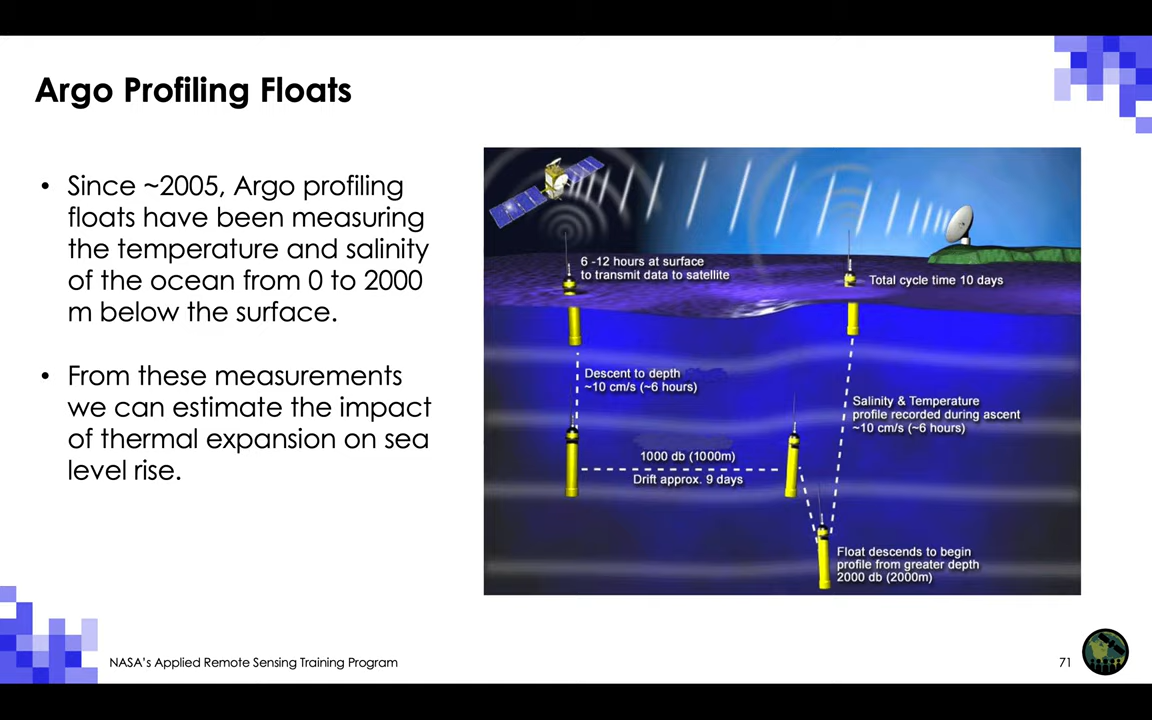 Argo Profiling Floats
• Since ~2005, Argo profiling
floats have been measuring
the temperature and salinity
of the ocean from 0 to 2000
m below the surface.
• From these measurements
we can estimate the impact
of thermal expansion on sea
level rise.
6 -12 hours at surface
to transmit data to satellite
Total cycle time 10 days
Descent to depth
~10 cm/s (~6 hours)
Salinity & Temperature
profile recorded during ascent
~10 cm/s (~6 hours)
1000 db (1000m)
Drift approx. 9 days
Float descends to begin
profile from greater depth
2000 db (2000m)
NASA's Applied Remote Sensing Training Program
71